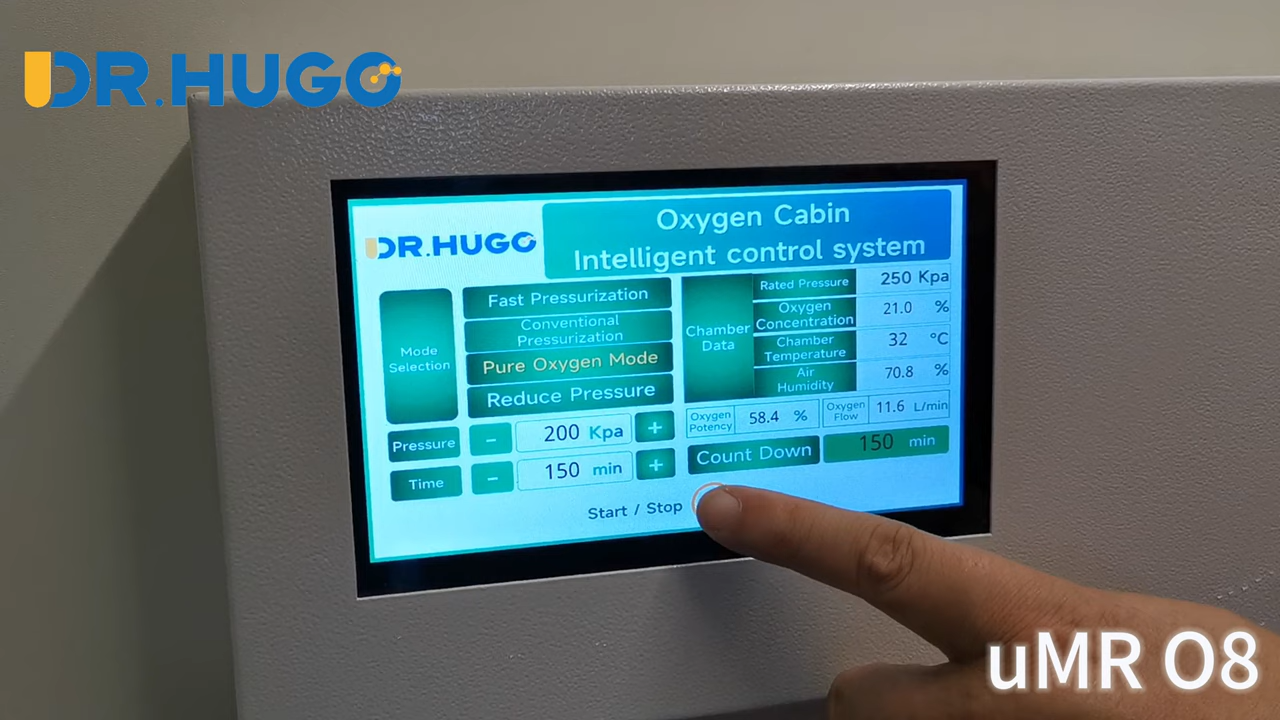 DR.HUGO
DR.HUGO
Oxygen Cabin
Intelligent control system
Mode
Selection
Fast Pressurization
Conventional
Pressurization
Pure Oxygen Mode
Reduce Pressure
Pressure
-
200 Kpa
+
Time
-
150 min
+
Chamber
Data
Rated Pressure
250 Kpa
Oxygen
Concentration
21.0 %
Chamber
Temperature
32 °C
Air
Humidity
70.8 %
Oxygen
Potency
58.4 %
Oxygen
Flow
11.6 L/min
Count Down
150 min
Start / Stop
uMR O8